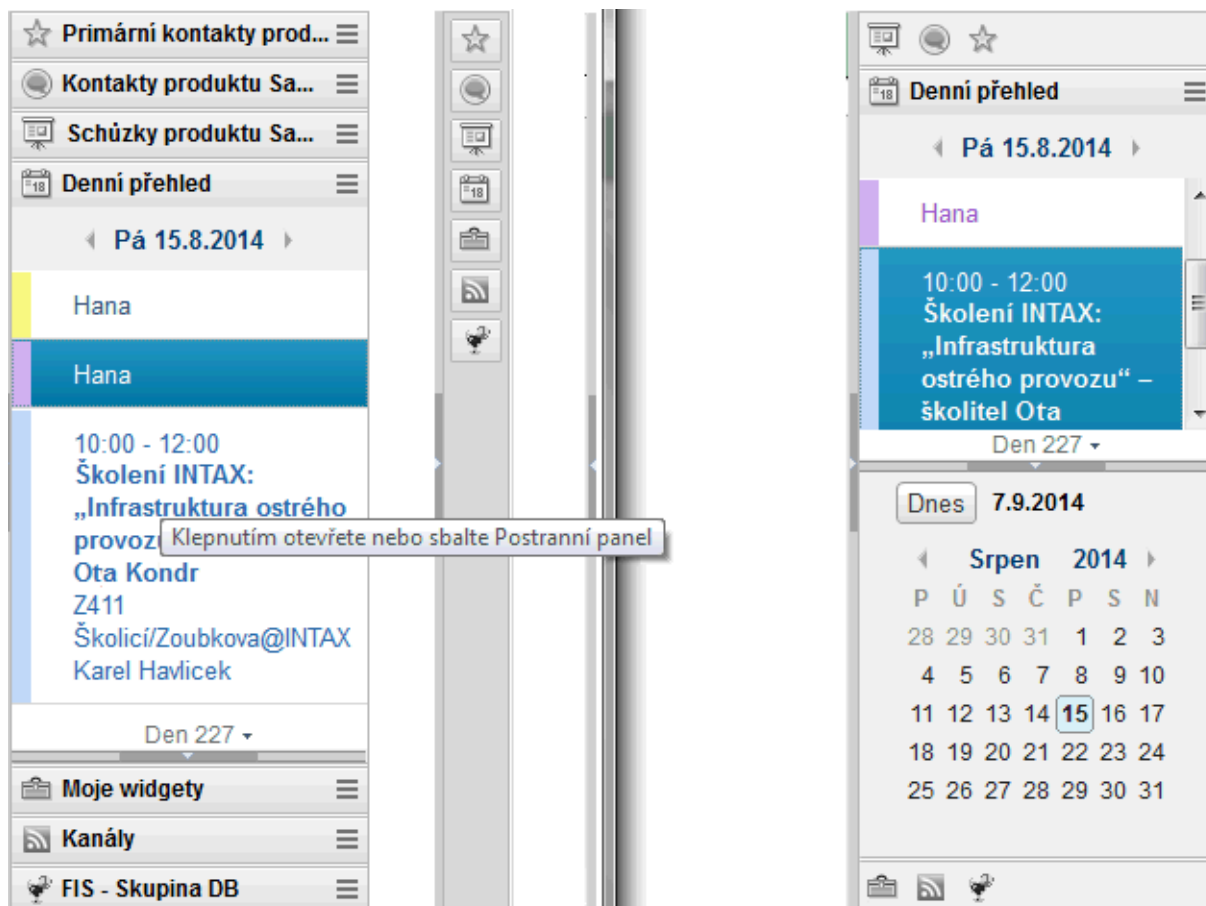 Primární kontakty prod...
Kontakty produktu Sa...
Schůzky produktu Sa...
18 Denní přehled
Pá 15.8.2014
Hana
Hana
10:00 - 12:00
Školení INTAX:
„Infrastruktura ostrého
provozu
Ota Kondr
Z411
Školicí/Zoubkova@INTAX
Karel Havlicek
Den 227
Moje widgety
Kanály
FIS - Skupina DB
18
Klepnutím otevřete nebo sbalte Postranní panel
18 Denní přehled
Pá 15.8.2014
Hana
10:00 - 12:00
Školení INTAX:
„Infrastruktura
ostrého provozu“ –
školitel Ota
Den 227
Dnes 7.9.2014
Srpen 2014
P Ú S Č P S N
28 29 30 31 1 2 3
4 5 6 7 8 9 10
11 12 13 14 15 16 17
18 19 20 21 22 23 24
25 26 27 28 29 30 31